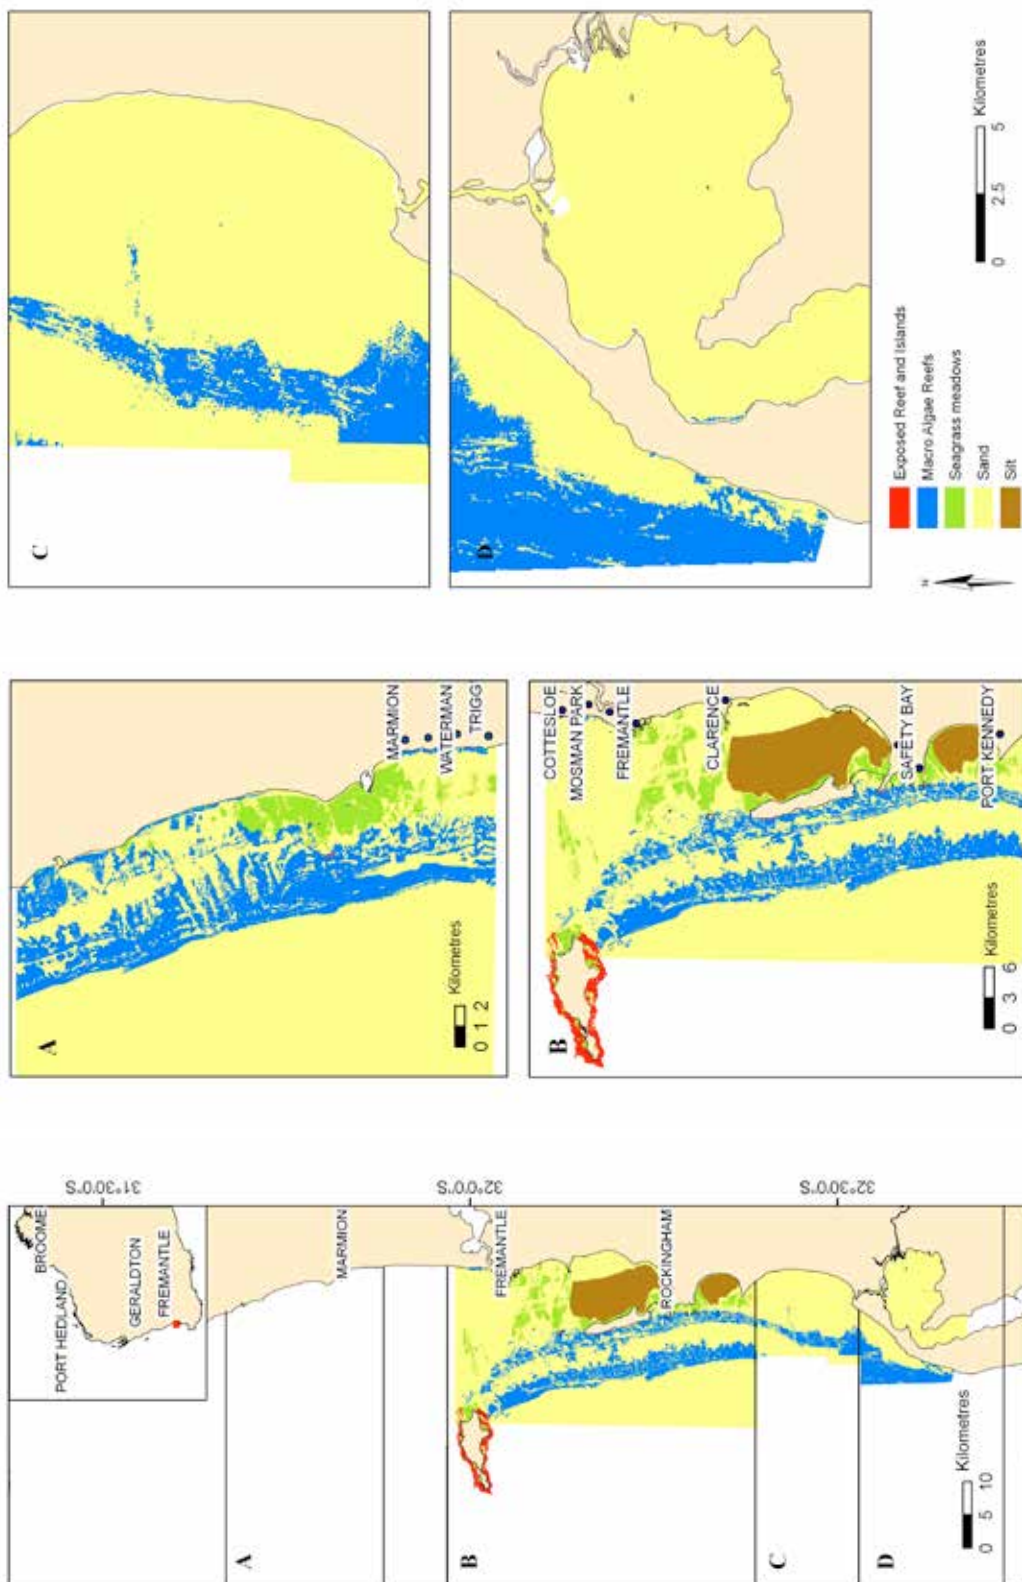 BROOME
PORT HEDLAND
GERALDTON
FREMANTLE
31°30'0"S
A
MARMION
32°0'0"S
B
FREMANTLE
ROCKINGHAM
32°30'0"S
C
D
Kilometres
0 5 10
A
MARMION
WATERMAN
TRIGG
Kilometres
0 1 2
B
COTTESLOE
MOSMAN PARK
FREMANTLE
CLARENCE
SAFETY BAY
PORT KENNEDY
Kilometres
0 3 6
C
D
N
Exposed Reef and Islands
Macro Algae Reefs
Seagrass meadows
Sand
Silt
Kilometres
0 2.5 5